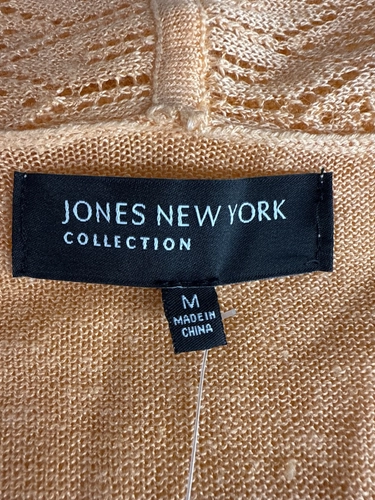 JONES NEW YORK
COLLECTION
M
MADE IN
CHINA